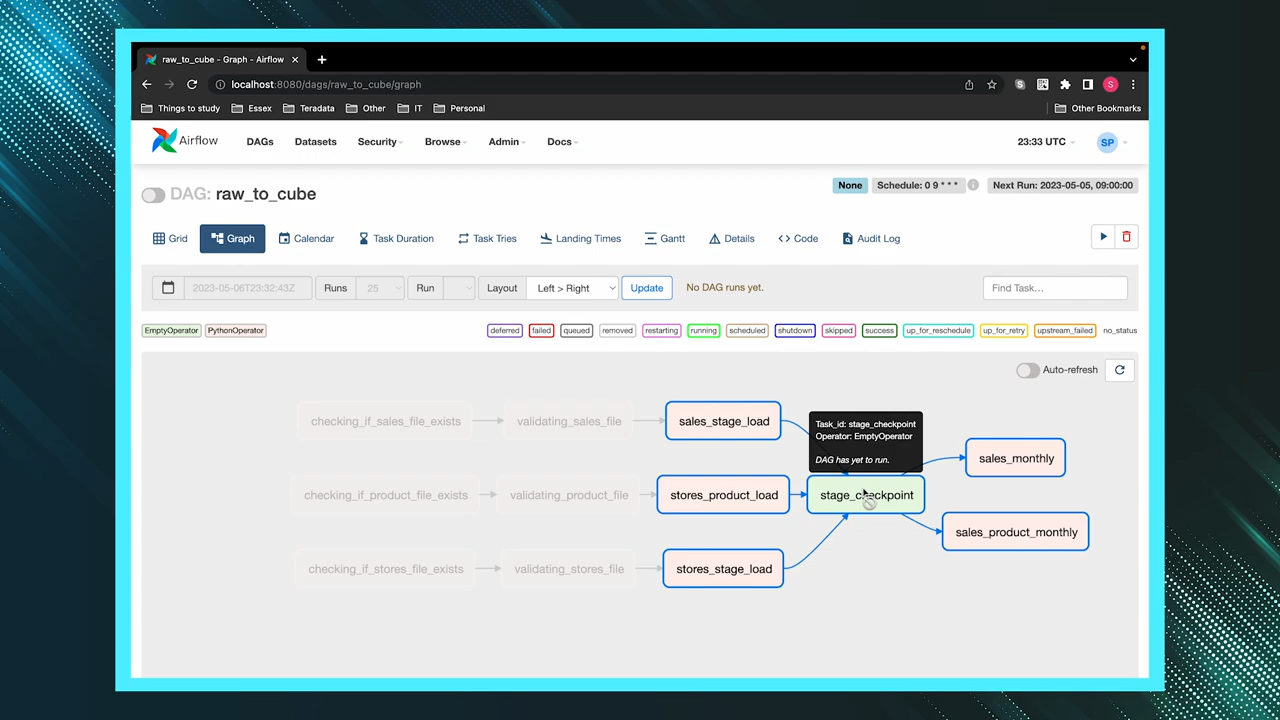 raw_to_cube - Graph - Airflow
localhost:8080/dags/raw_to_cube/graph
S
Things to study Essex Teradata Other IT Personal Other Bookmarks
Airflow DAGs Datasets Security Browse Admin Docs 23:33 UTC SP
DAG: raw_to_cube None Schedule: 0 9 * * * i Next Run: 2023-05-05, 09:00:00
Grid Graph Calendar Task Duration Task Tries Landing Times Gantt Details <> Code Audit Log
2023-05-06T23:32:43Z Runs 25 Run Layout Left > Right Update No DAG runs yet. Find Task...
EmptyOperator PythonOperator deferred failed queued removed restarting running scheduled shutdown skipped success up_for_reschedule up_for_retry upstream_failed no_status
Auto-refresh
checking_if_sales_file_exists validating_sales_file sales_stage_load
Task_id: stage_checkpoint
Operator: EmptyOperator
DAG has yet to run.
sales_monthly
checking_if_product_file_exists validating_product_file stores_product_load stage_checkpoint
sales_product_monthly
checking_if_stores_file_exists validating_stores_file stores_stage_load